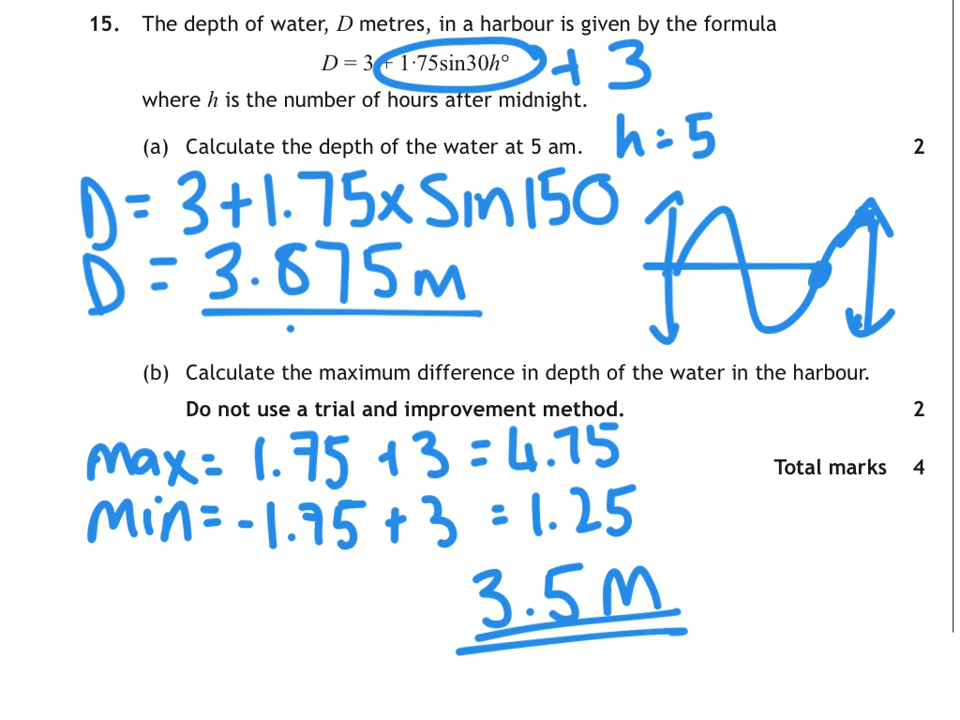 15. The depth of water, D metres, in a harbour is given by the formula
D = 3 + 1·75sin30h° + 3
where h is the number of hours after midnight.
(a) Calculate the depth of the water at 5 am. h = 5 2
D = 3 + 1.75 x Sin 150
D = 3.875 m
(b) Calculate the maximum difference in depth of the water in the harbour.
Do not use a trial and improvement method. 2
max = 1.75 + 3 = 4.75
Total marks 4
Min = -1.75 + 3 = 1.25
3.5 M